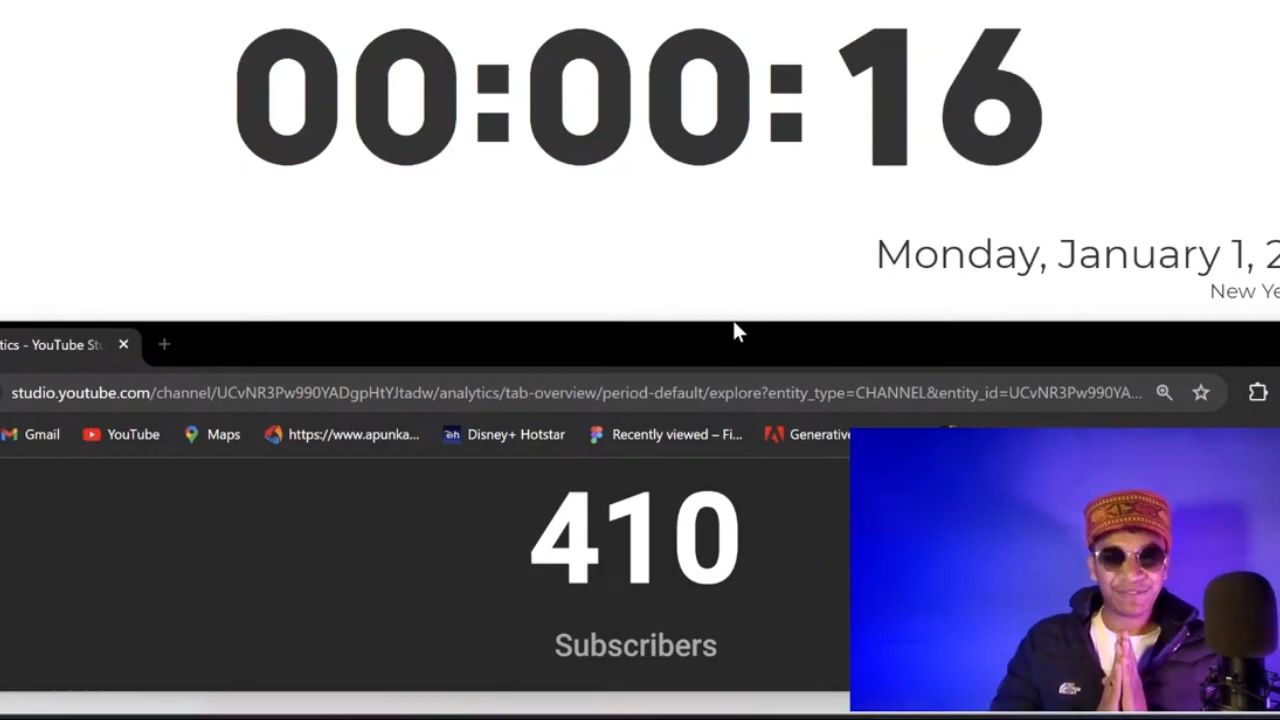 00:00:16
Monday, January 1, 2
New Ye
tics - YouTube Stu
studio.youtube.com/channel/UCvNR3Pw990YADgpHtYJtadw/analytics/tab-overview/period-default/explore?entity_type=CHANNEL&entity_id=UCvNR3Pw990YA...
Gmail YouTube Maps https://www.apunka... Disney+ Hotstar Recently viewed – Fi... Generative
410
Subscribers